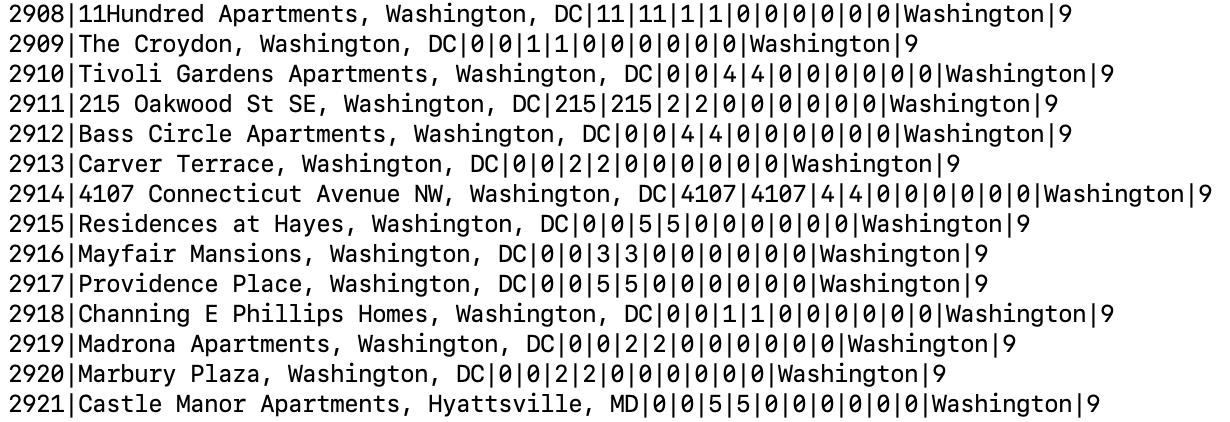 2908|11Hundred Apartments, Washington, DC|11|11|1|1|0|0|0|0|0|0|Washington|9
2909|The Croydon, Washington, DC|0|0|1|1|0|0|0|0|0|0|Washington|9
2910|Tivoli Gardens Apartments, Washington, DC|0|0|4|4|0|0|0|0|0|0|Washington|9
2911|215 Oakwood St SE, Washington, DC|215|215|2|2|0|0|0|0|0|0|Washington|9
2912|Bass Circle Apartments, Washington, DC|0|0|4|4|0|0|0|0|0|0|Washington|9
2913|Carver Terrace, Washington, DC|0|0|2|2|0|0|0|0|0|0|Washington|9
2914|4107 Connecticut Avenue NW, Washington, DC|4107|4107|4|4|0|0|0|0|0|0|Washington|9
2915|Residences at Hayes, Washington, DC|0|0|5|5|0|0|0|0|0|0|Washington|9
2916|Mayfair Mansions, Washington, DC|0|0|3|3|0|0|0|0|0|0|Washington|9
2917|Providence Place, Washington, DC|0|0|5|5|0|0|0|0|0|0|Washington|9
2918|Channing E Phillips Homes, Washington, DC|0|0|1|1|0|0|0|0|0|0|Washington|9
2919|Madrona Apartments, Washington, DC|0|0|2|2|0|0|0|0|0|0|Washington|9
2920|Marbury Plaza, Washington, DC|0|0|2|2|0|0|0|0|0|0|Washington|9
2921|Castle Manor Apartments, Hyattsville, MD|0|0|5|5|0|0|0|0|0|0|Washington|9